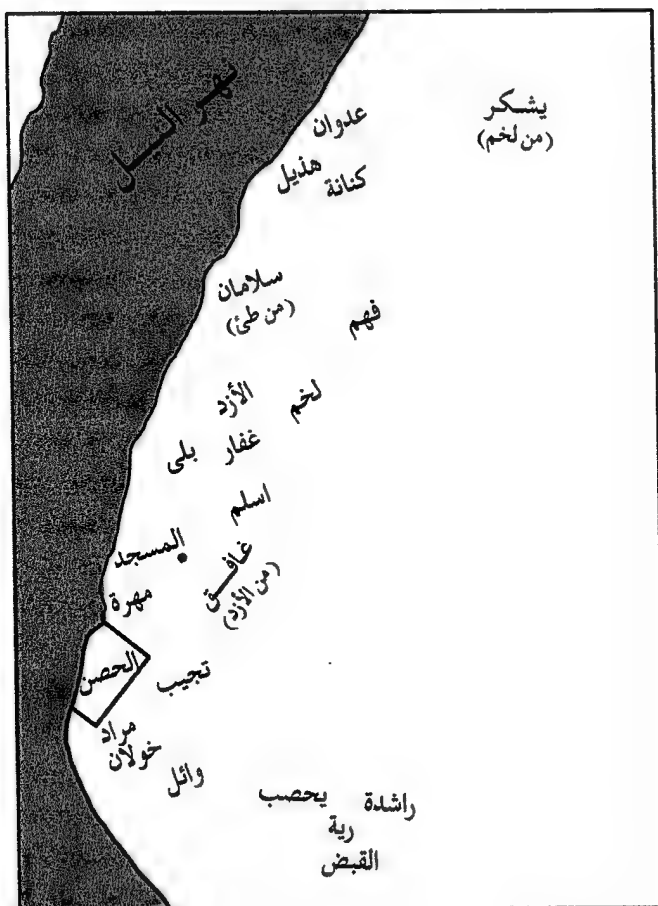 نهر النيل
يشكر
(من لخم)
عدوان
هذيل
كنانة
سلامان
(من طئ)
فهم
الأزد
لخم
غفار بلى
اسلم
المسجد
غافق
(من الأزد)
مهرة
الحصن
تجيب
مراد
خولان
وائل
راشدة يحصب
رية
القبض